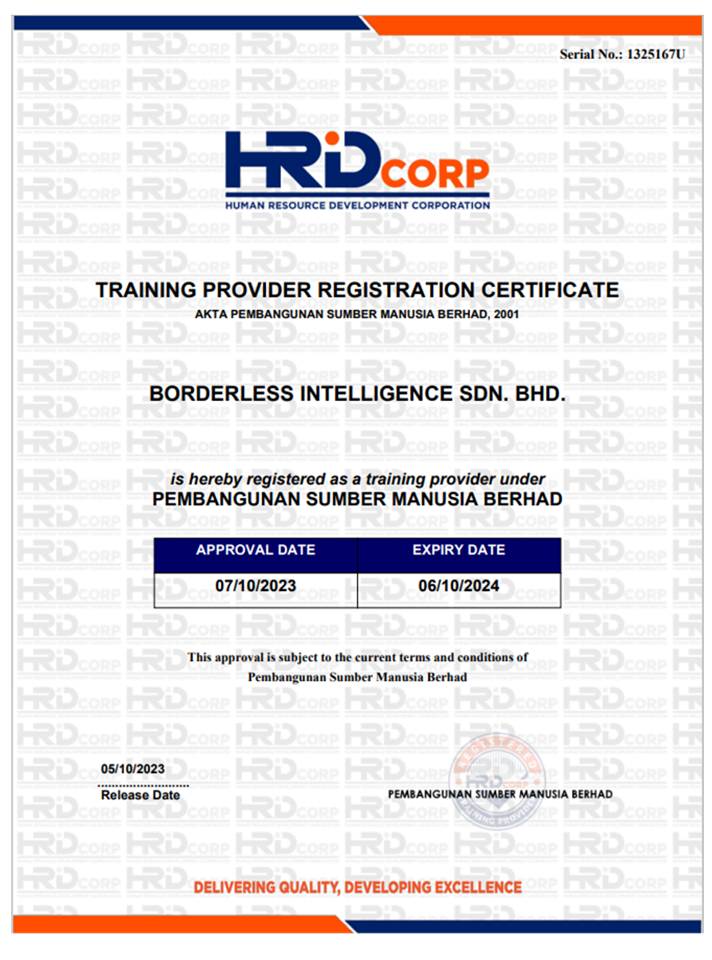 Serial No.: 1325167U
HRDCORP
HUMAN RESOURCE DEVELOPMENT CORPORATION
TRAINING PROVIDER REGISTRATION CERTIFICATE
AKTA PEMBANGUNAN SUMBER MANUSIA BERHAD, 2001
BORDERLESS INTELLIGENCE SDN. BHD.
is hereby registered as a training provider under
PEMBANGUNAN SUMBER MANUSIA BERHAD
APPROVAL DATE EXPIRY DATE
07/10/2023 06/10/2024
This approval is subject to the current terms and conditions of
Pembangunan Sumber Manusia Berhad
05/10/2023
Release Date
REGISTERED
HRDCORP
TRAINING PROVIDER
PEMBANGUNAN SUMBER MANUSIA BERHAD
DELIVERING QUALITY, DEVELOPING EXCELLENCE